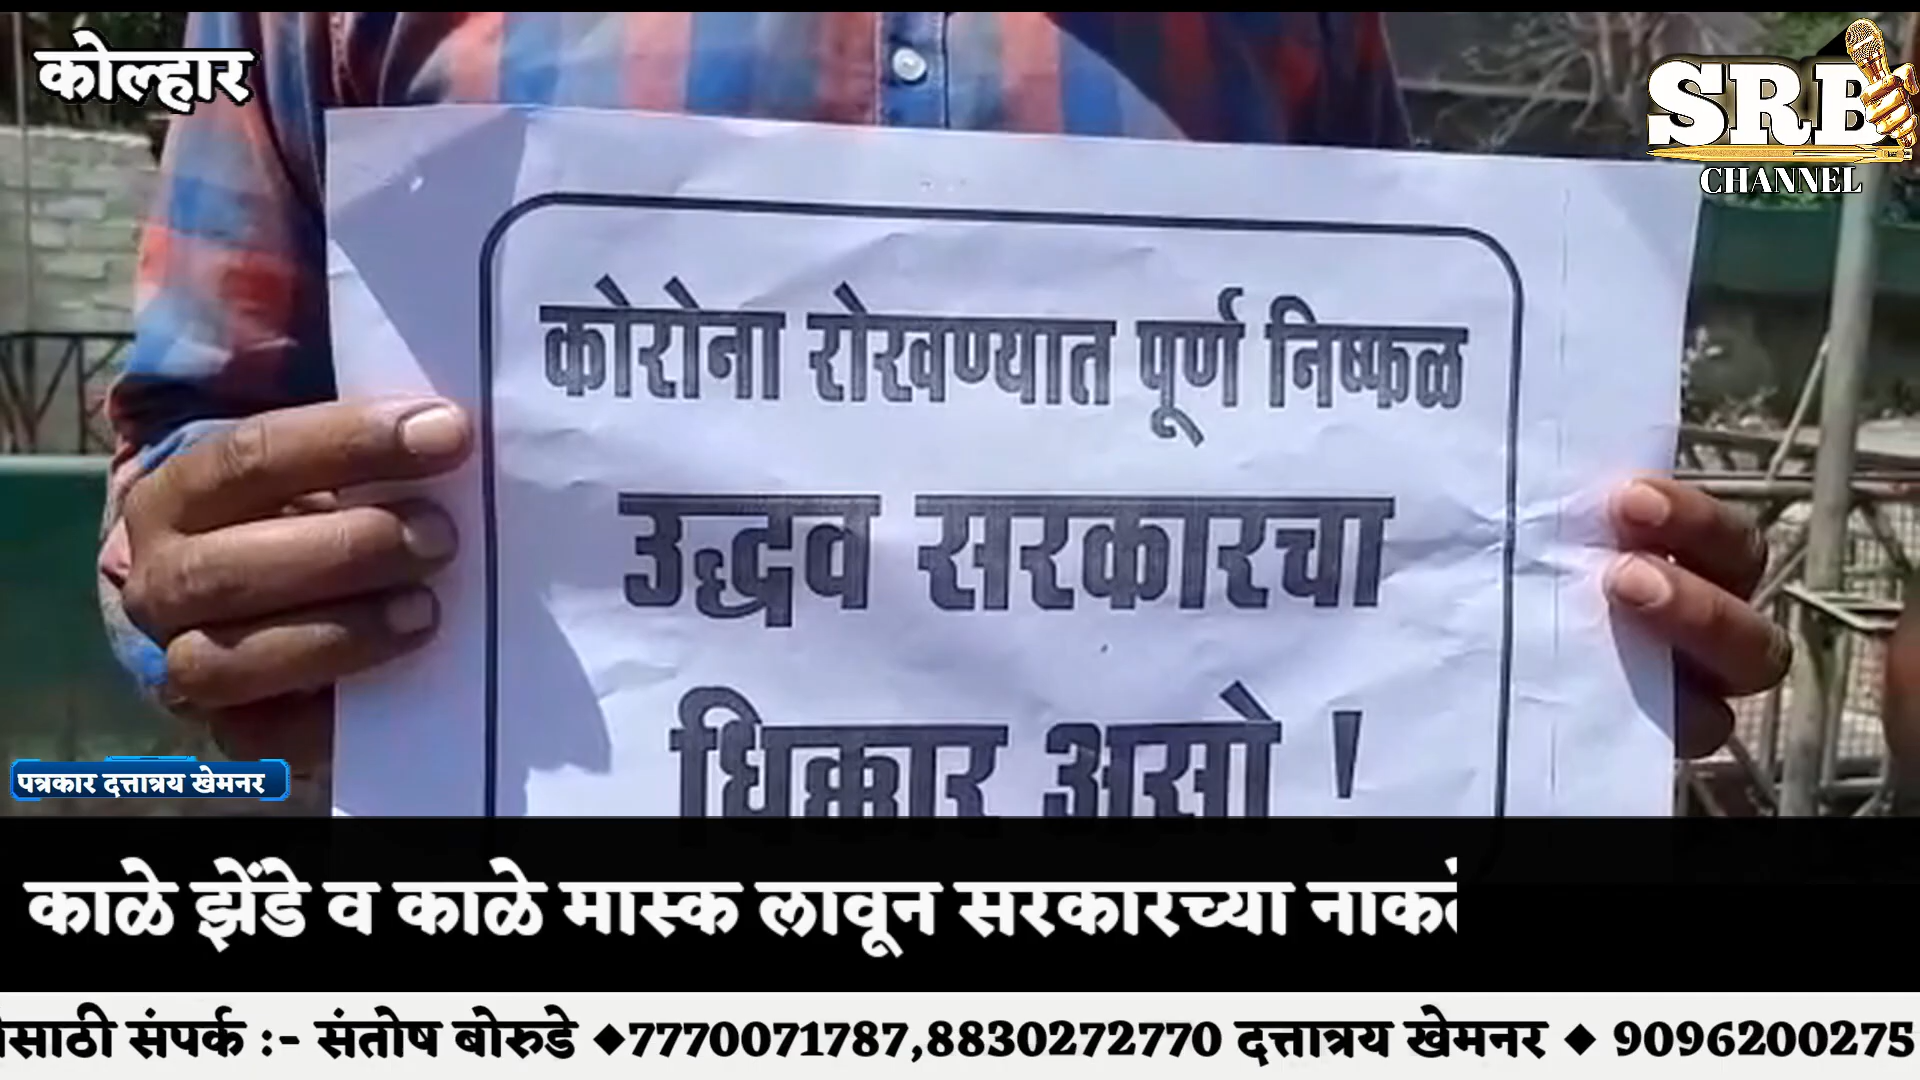 कोल्हार
SRB
CHANNEL
कोरोना रोखण्यात पूर्ण निष्फळ
उद्धव सरकारचा
धिक्कार असो !
पत्रकार दत्तात्रय खेमनर
काळे झेंडे व काळे मास्क लावून सरकारच्या
संपर्क :- संतोष बोरुडे ◆7770071787,8830272770 दत्तात्रय खेमनर ◆ 9096200275